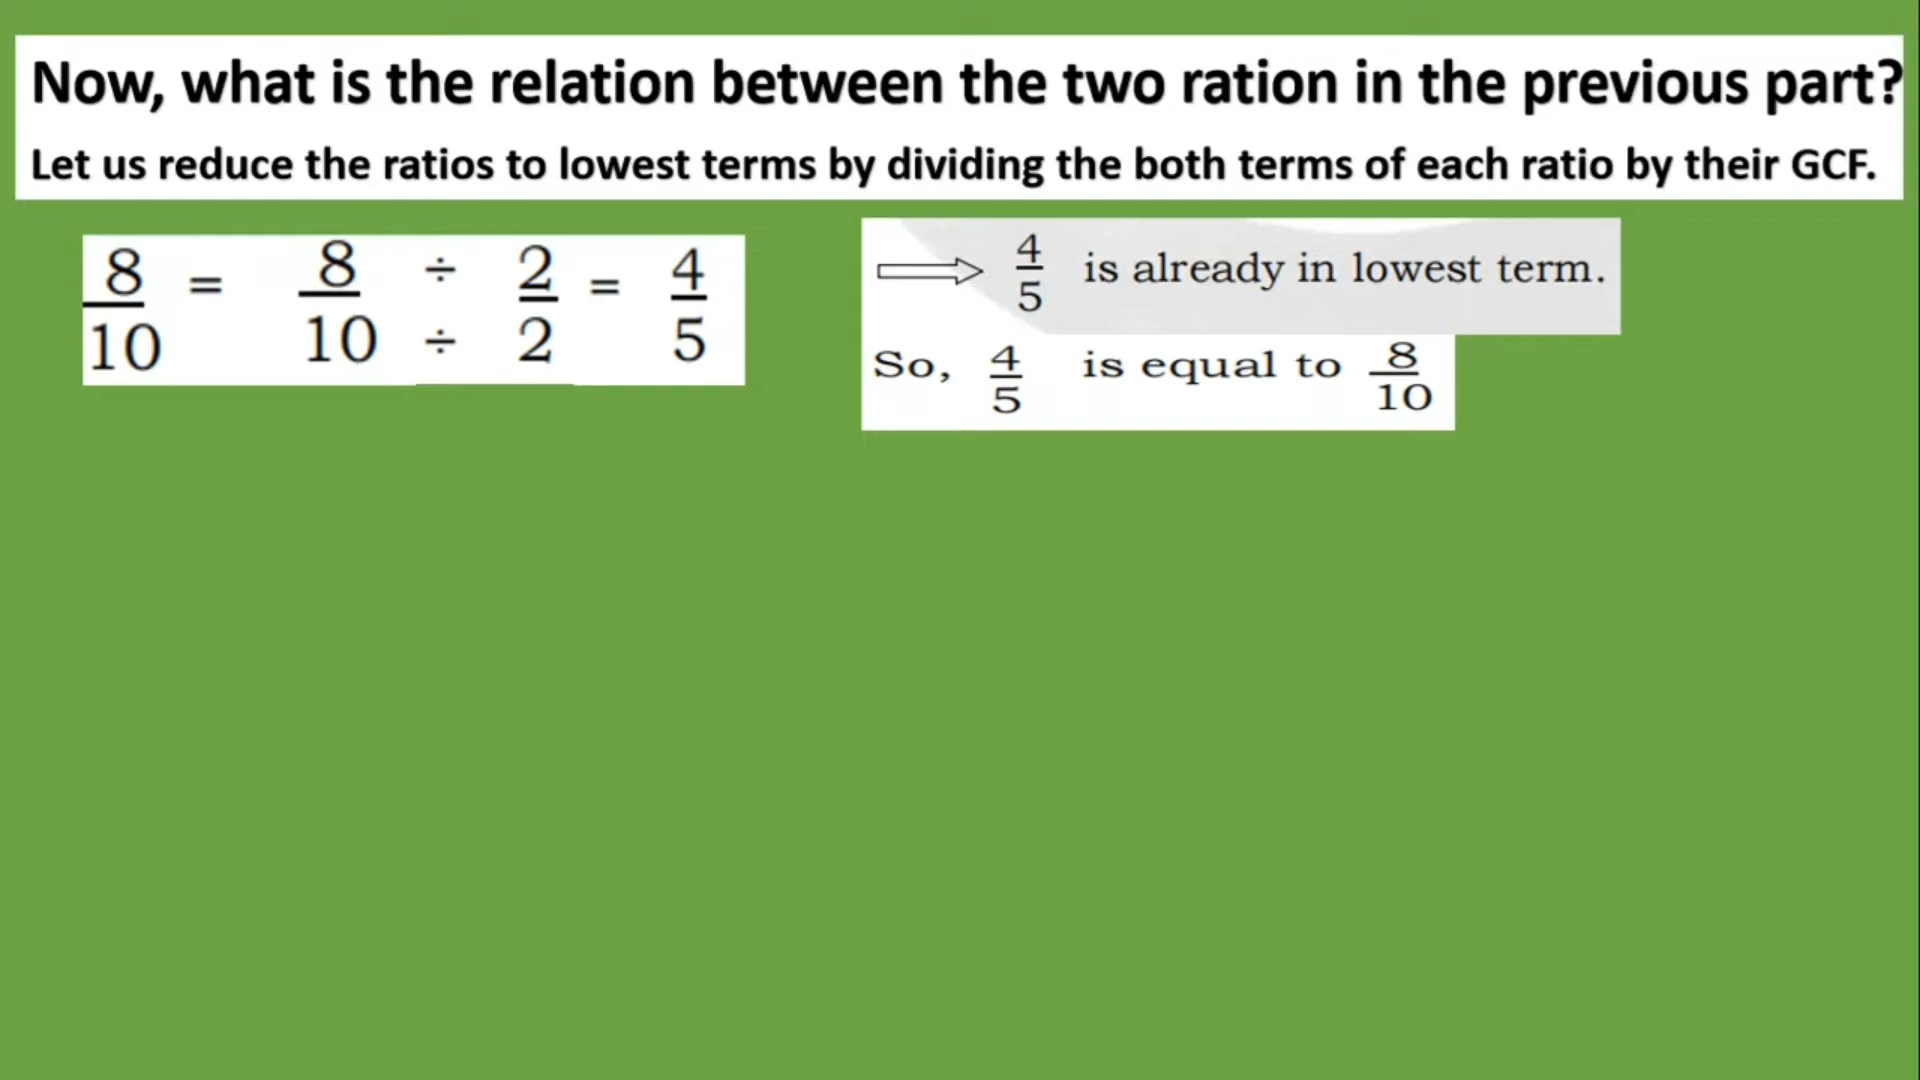 Now, what is the relation between the two ration in the previous part?
Let us reduce the ratios to lowest terms by dividing the both terms of each ratio by their GCF.
8/10 = 8/10 ÷ ÷ 2/2 = 4/5
⇒ 4/5 is already in lowest term.
So, 4/5 is equal to 8/10